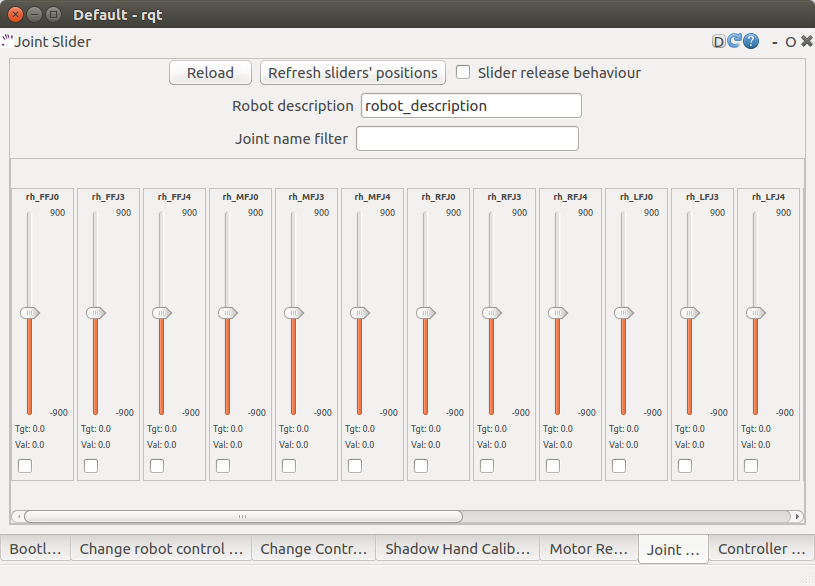 Default - rqt
Joint Slider
D
?
- O
Reload Refresh sliders' positions Slider release behaviour
Robot description robot_description
Joint name filter
rh_FFJ0 rh_FFJ3 rh_FFJ4 rh_MFJ0 rh_MFJ3 rh_MFJ4 rh_RFJ0 rh_RFJ3 rh_RFJ4 rh_LFJ0 rh_LFJ3 rh_LFJ4
900 900 900 900 900 900 900 900 900 900 900 900
-900 -900 -900 -900 -900 -900 -900 -900 -900 -900 -900 -900
Tgt: 0.0 Tgt: 0.0 Tgt: 0.0 Tgt: 0.0 Tgt: 0.0 Tgt: 0.0 Tgt: 0.0 Tgt: 0.0 Tgt: 0.0 Tgt: 0.0 Tgt: 0.0 Tgt: 0.0
Val: 0.0 Val: 0.0 Val: 0.0 Val: 0.0 Val: 0.0 Val: 0.0 Val: 0.0 Val: 0.0 Val: 0.0 Val: 0.0 Val: 0.0 Val: 0.0
Bootl... Change robot control ... Change Contr... Shadow Hand Calib... Motor Re... Joint ... Controller ...